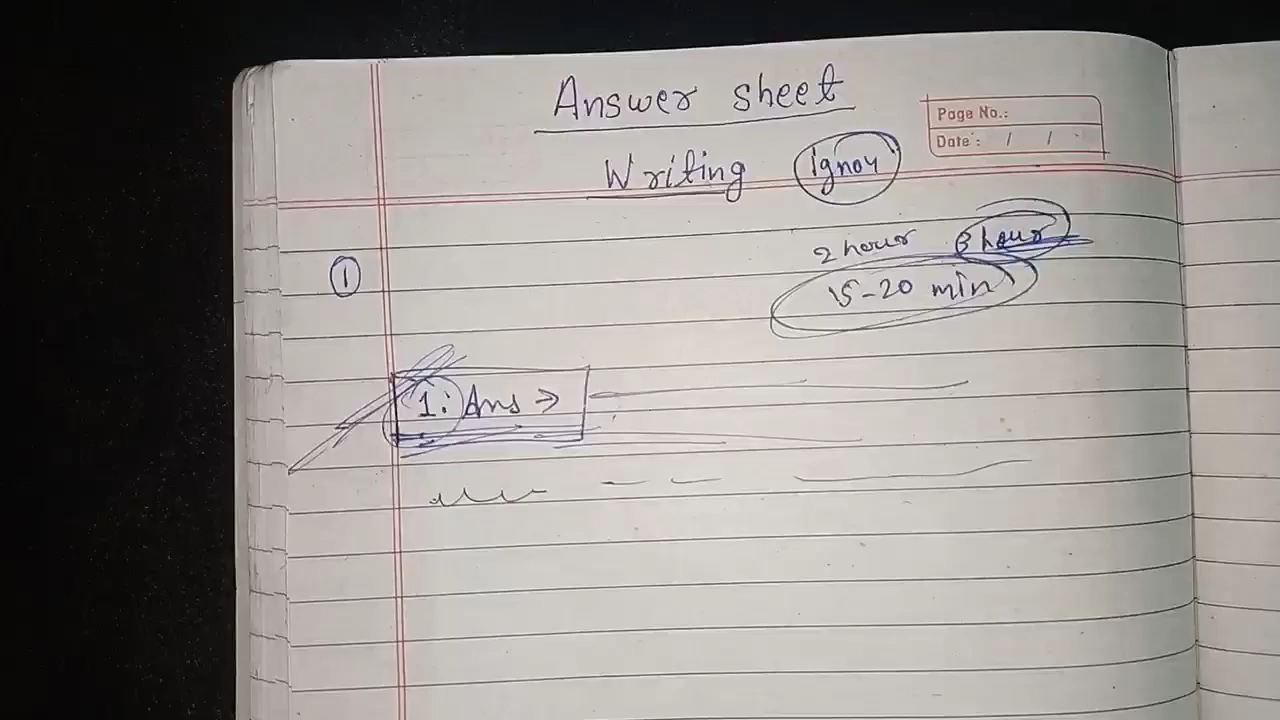 Answer sheet
Page No.:
Date : / /
Writing Ignou
2 hour 3 hour
1
15-20 min
1. Ans →